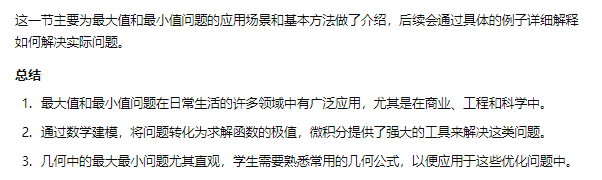 这一节主要为最大值和最小值问题的应用场景和基本方法做了介绍，后续会通过具体的例子详细解释
如何解决实际问题。
总结
1. 最大值和最小值问题在日常生活的许多领域中有广泛应用，尤其是在商业、工程和科学中。
2. 通过数学建模，将问题转化为求解函数的极值，微积分提供了强大的工具来解决这类问题。
3. 几何中的最大最小问题尤其直观，学生需要熟悉常用的几何公式，以便应用于这些优化问题中。